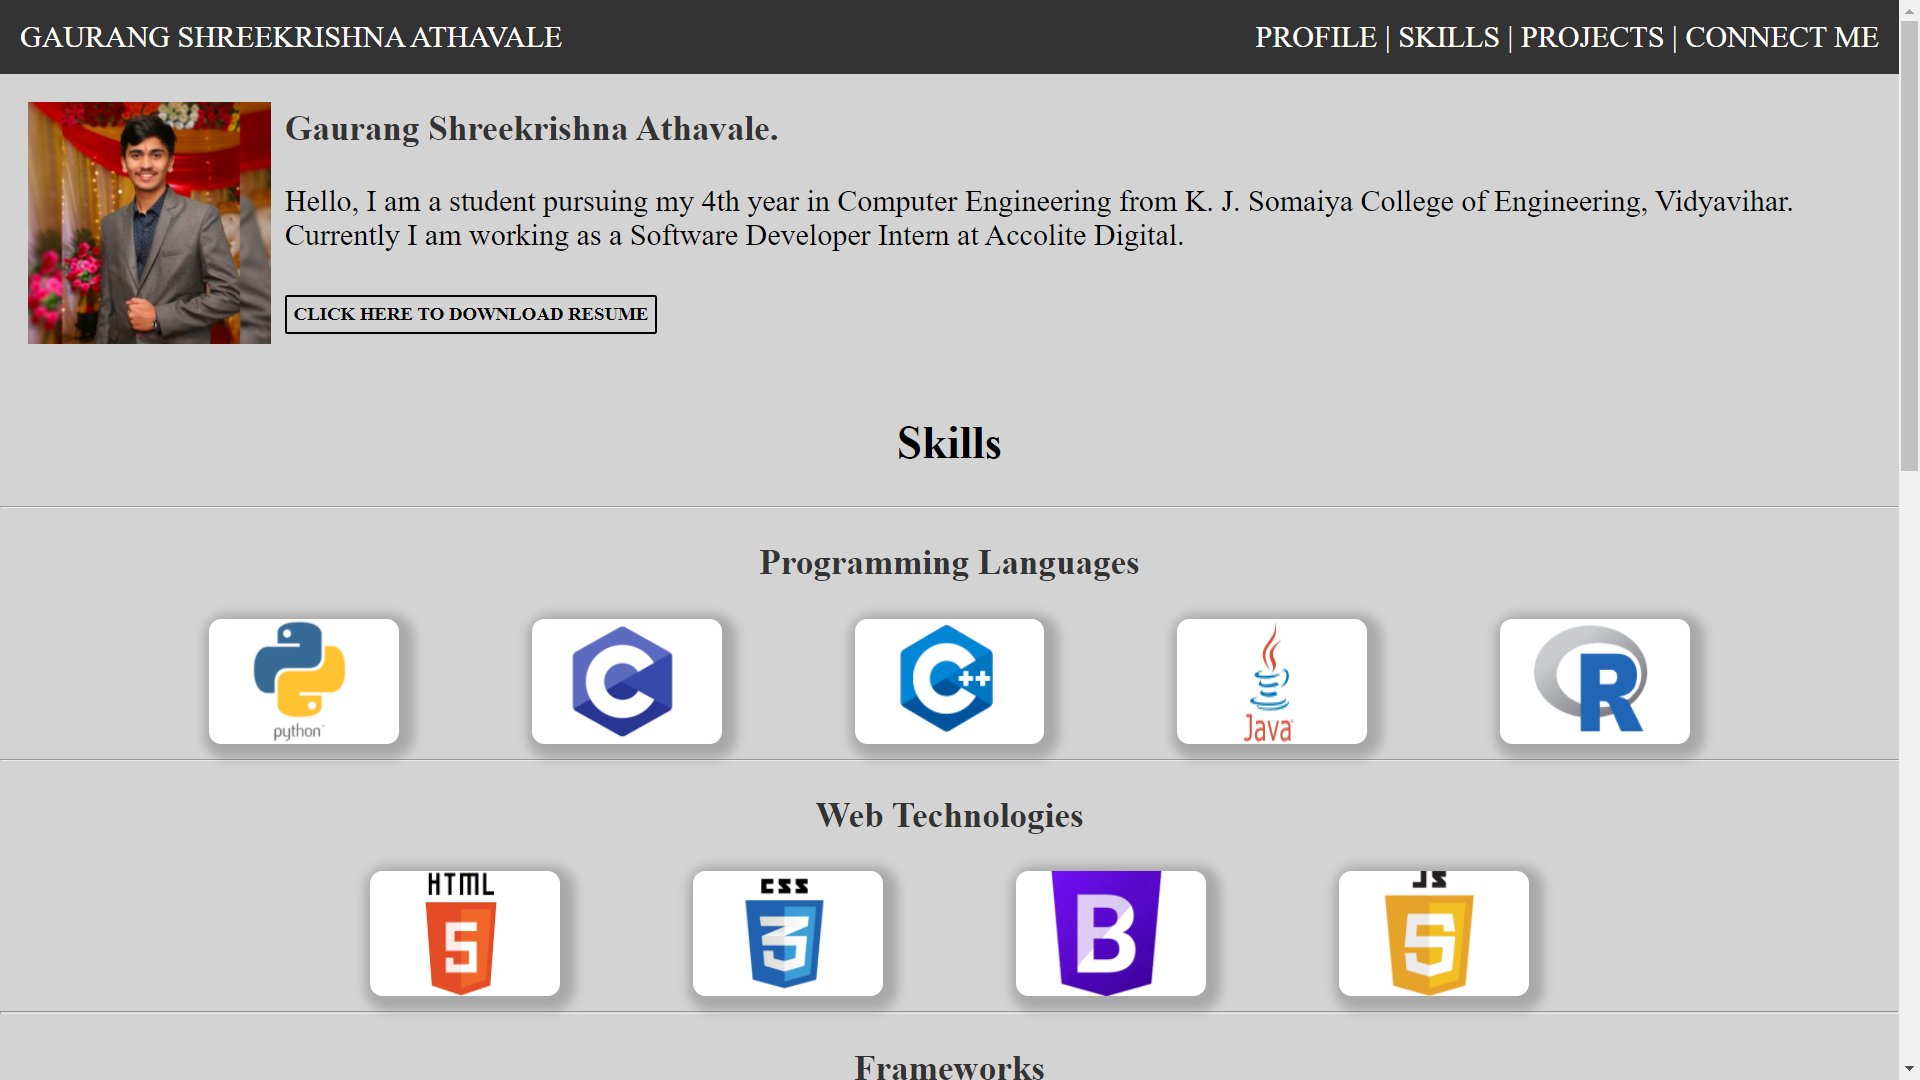 GAURANG SHREEKRISHNA ATHAVALE
PROFILE | SKILLS | PROJECTS | CONNECT ME
Gaurang Shreekrishna Athavale.
Hello, I am a student pursuing my 4th year in Computer Engineering from K. J. Somaiya College of Engineering, Vidyavihar.
Currently I am working as a Software Developer Intern at Accolite Digital.
CLICK HERE TO DOWNLOAD RESUME
Skills
Programming Languages
python™
C
C++
Java™
R
Web Technologies
HTML
5
CSS
3
B
JS
5
Frameworks